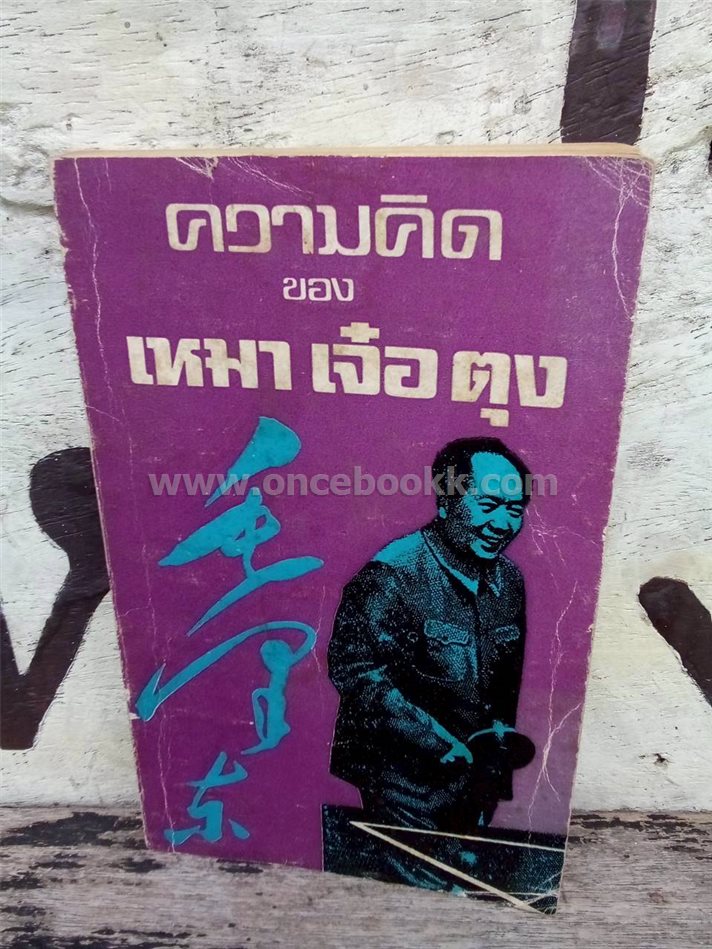 ความคิด
ของ
เหมา เจ๋อ ตุง
www.oncebookk.com
毛泽东